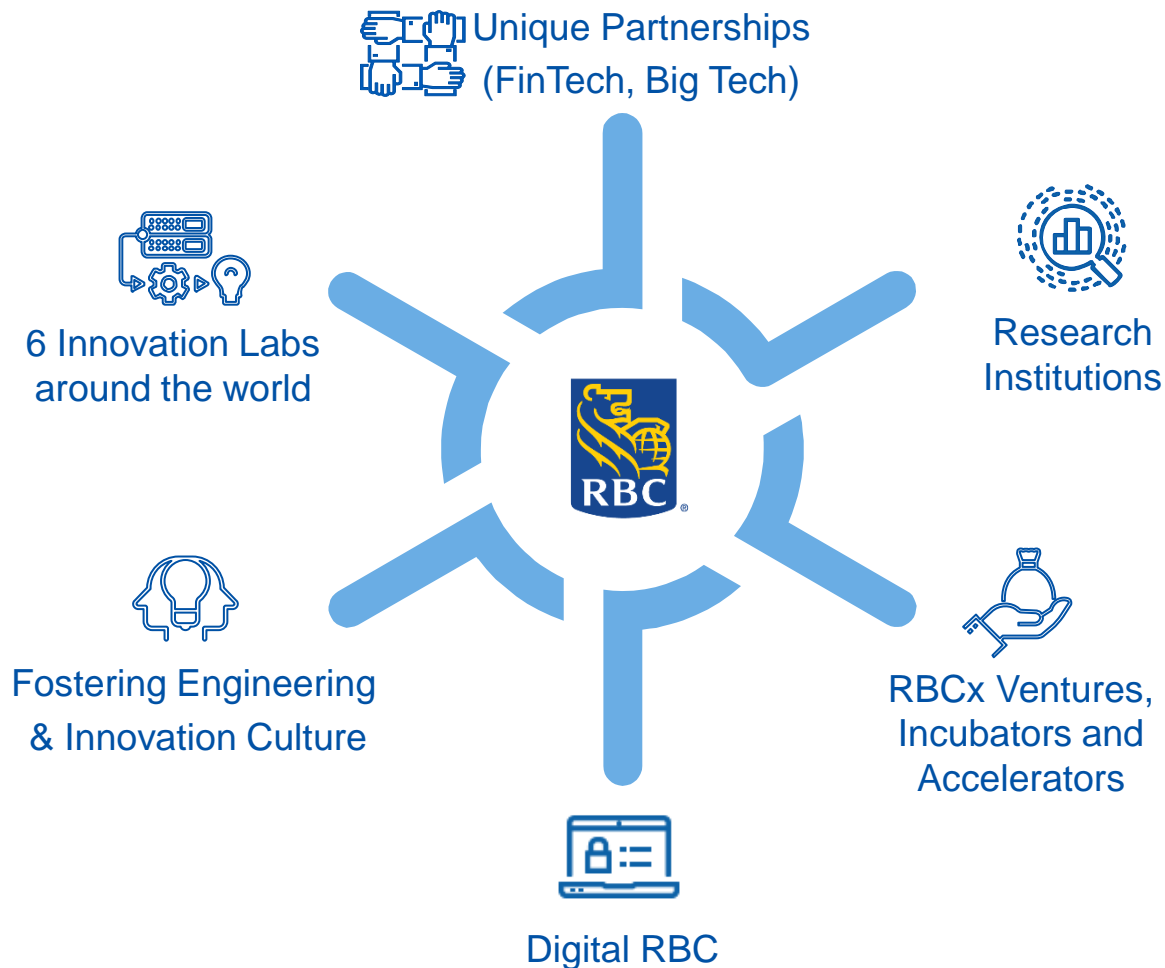 Unique Partnerships
(FinTech, Big Tech)
6 Innovation Labs
around the world
Research
Institutions
RBC
®
Fostering Engineering
& Innovation Culture
RBCx Ventures,
Incubators and
Accelerators
Digital RBC